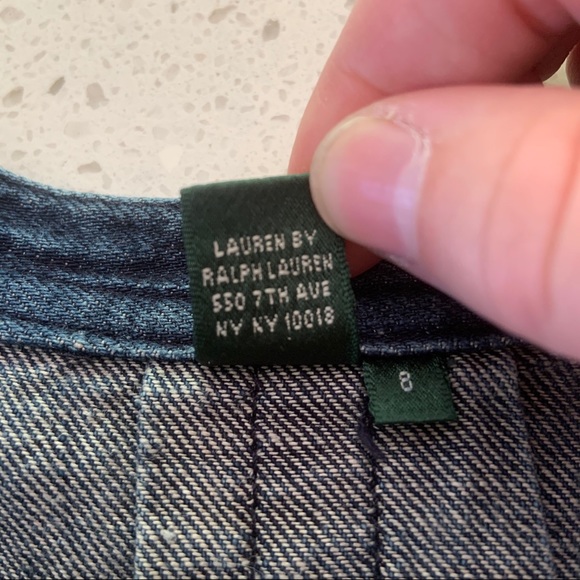 LAUREN BY
RALPH LAUREN
550 7TH AVE
NY NY 10018
8